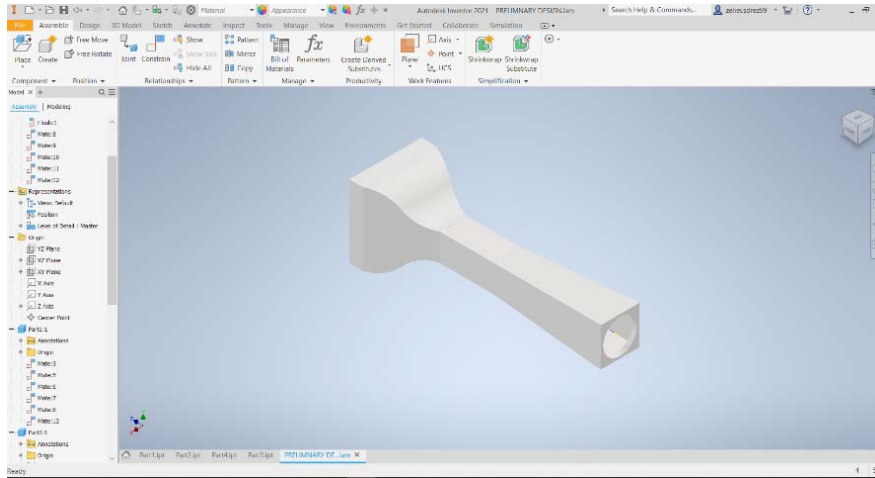 Material
Appearance
Autodesk Inventor 2021 PRELIMNARY DESIGN.iam
Search Help & Commands...
File Assemble Design 3D Model Sketch Annotate Inspect Tools Manage View Environments Get Started Collaborate Simulation
Free Move
Free Rotate
Place Create
Joint Constrain
Show
Show Sick
Hide All
Pattern
Mirror
Copy
Bill of Materials
Parameters
Create Derived Substitutes
Plane
Axis
Point
UCS
Shrinkwrap
Shrinkwrap Substitute
Component Position Relationships Pattern Manage Productivity Work Features Simplification
Model
Assembly Modeling
Mate:8
Mate:9
Mate:10
Mate:11
Mate:12
Representations
View: Default
Position
Level of Detail : Master
Origin
YZ Plane
XZ Plane
XY Plane
X Axis
Y Axis
Z Axis
Center Point
Part1:1
Annotations
Origin
Mate:3
Mate:5
Mate:6
Mate:7
Mate:8
Mate:12
Annotations
Origin
Part1.ipt Part2.ipt Part4.ipt Part3.ipt PRELIMNARY DE...iam
Ready